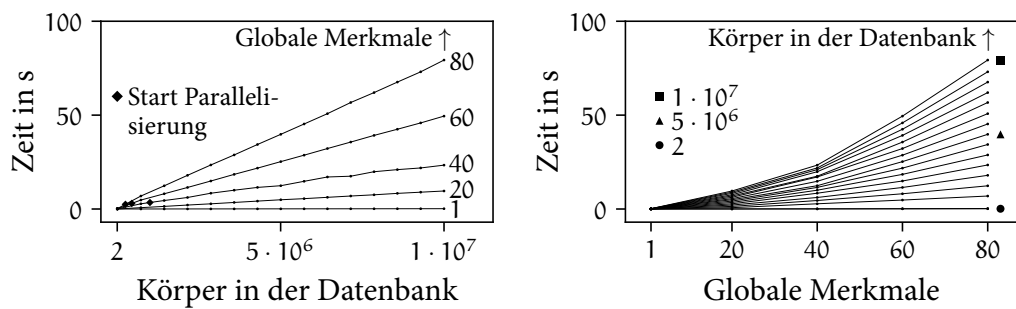 100
50
0
Zeit in s
Globale Merkmale ↑
80
60
40
20
1
◆ Start Paralleli-
sierung
2
5 · 10⁶
1 · 10⁷
Körper in der Datenbank
100
50
0
Zeit in s
Körper in der Datenbank ↑
■ 1 · 10⁷
▲ 5 · 10⁶
● 2
1
20
40
60
80
Globale Merkmale